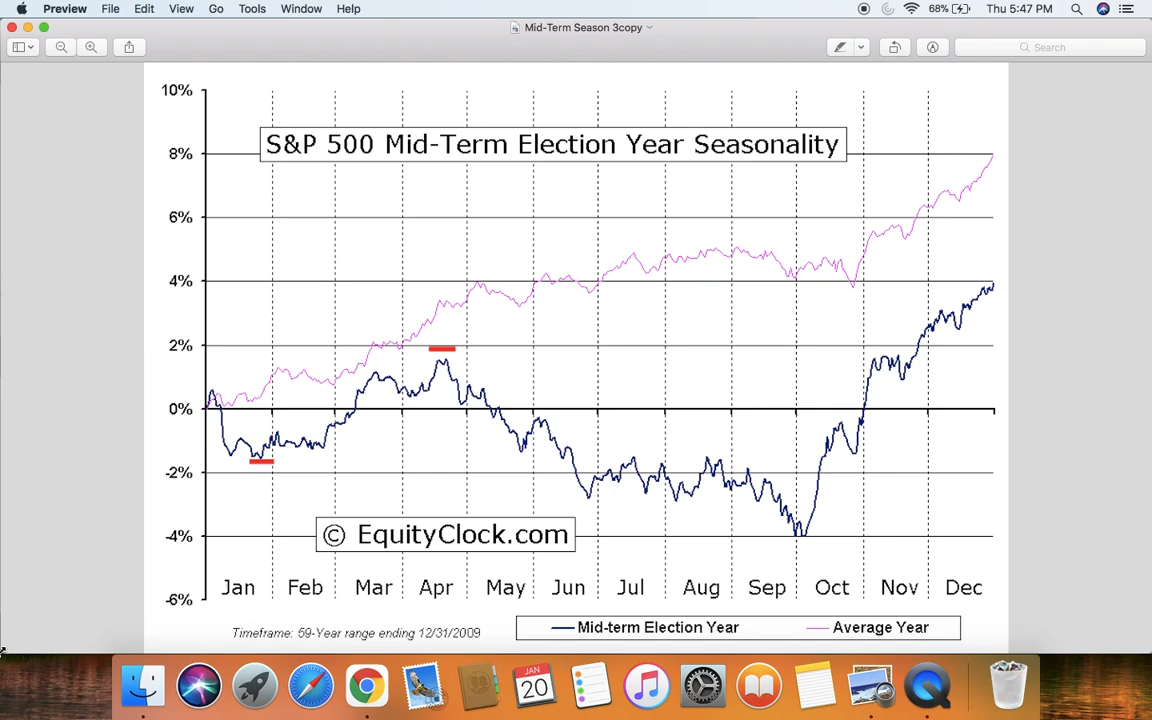 Preview File Edit View Go Tools Window Help 68% Thu 5:47 PM
Mid-Term Season 3copy
Search
10%
S&P 500 Mid-Term Election Year Seasonality
8%
6%
4%
2%
0%
-2%
-4%
© EquityClock.com
-6%
Jan Feb Mar Apr May Jun Jul Aug Sep Oct Nov Dec
Timeframe: 59-Year range ending 12/31/2009
Mid-term Election Year Average Year
JAN
20